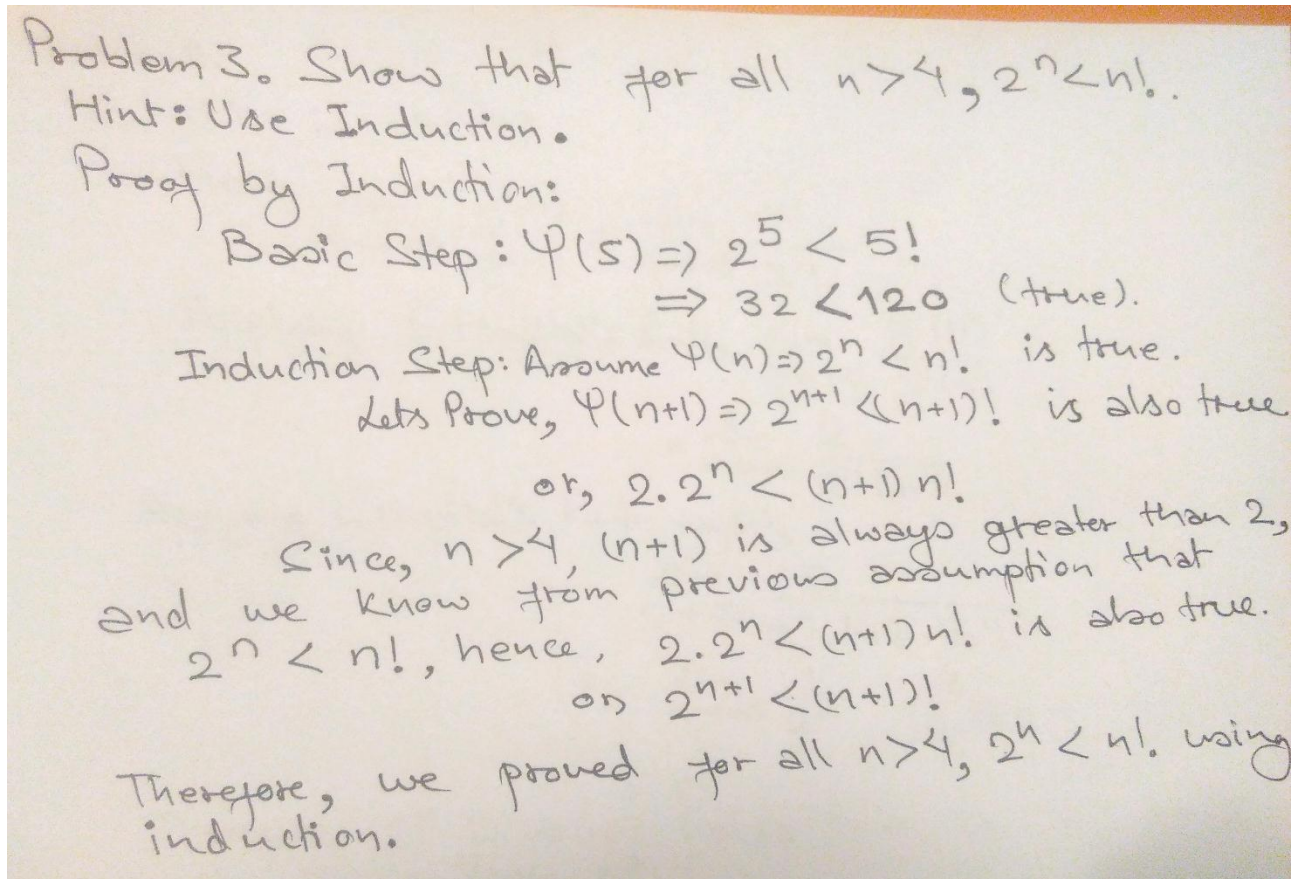 Problem 3. Show that for all n>4, 2ⁿ<n!.
Hint: Use Induction.
Proof by Induction:
Basic Step: Ψ(5) => 2⁵ < 5!
=> 32 < 120 (true).
Induction Step: Assume Ψ(n) => 2ⁿ < n! is true.
Lets Prove, Ψ(n+1) => 2ⁿ⁺¹ < (n+1)! is also true
or, 2.2ⁿ < (n+1) n!
Since, n >4, (n+1) is always greater than 2,
and we know from previous assumption that
2ⁿ < n!, hence, 2.2ⁿ < (n+1) n! is also true.
or, 2ⁿ⁺¹ < (n+1)!
Therefore, we proved for all n>4, 2ⁿ < n!. using
induction.